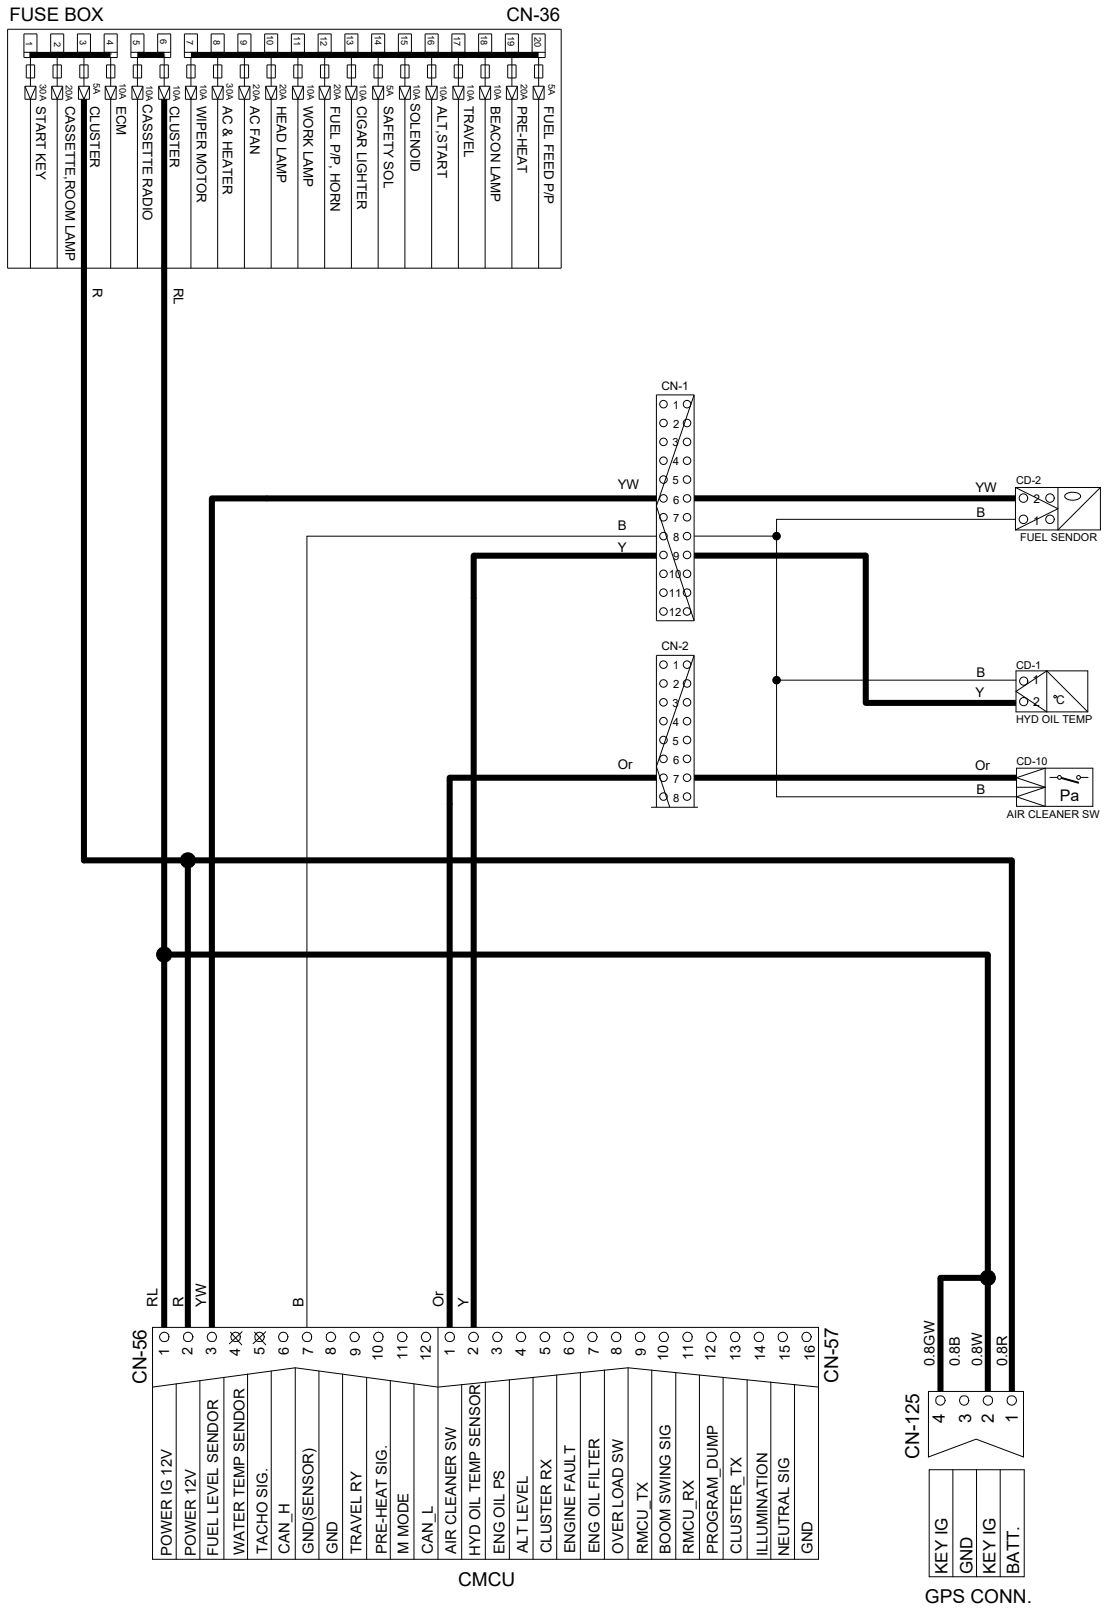 FUSE BOX
CN-36
1
2
3
4
5
6
7
8
9
10
11
12
13
14
15
16
17
18
19
20
30A
START KEY
20A
CASSETTE,ROOM LAMP
5A
CLUSTER
10A
ECM
10A
CASSETTE RADIO
10A
CLUSTER
10A
WIPER MOTOR
30A
AC & HEATER
20A
AC FAN
20A
HEAD LAMP
10A
WORK LAMP
20A
FUEL P/P, HORN
10A
CIGAR LIGHTER
5A
SAFETY SOL
10A
SOLENOID
10A
ALT,START
10A
TRAVEL
10A
BEACON LAMP
20A
PRE-HEAT
5A
FUEL FEED P/P
R
RL
CN-1
1
2
3
4
5
6
7
8
9
10
11
12
YW
B
Y
YW
B
CD-2
2
1
FUEL SENDOR
CN-2
1
2
3
4
5
6
7
8
B
Y
CD-1
1
2
℃
HYD OIL TEMP
Or
Or
B
CD-10
Pa
AIR CLEANER SW
RL
R
YW
B
Or
Y
CN-56
1
2
3
4
5
6
7
8
9
10
11
12
1
2
3
4
5
6
7
8
9
10
11
12
13
14
15
16
CN-57
POWER IG 12V
POWER 12V
FUEL LEVEL SENDOR
WATER TEMP SENDOR
TACHO SIG.
CAN_H
GND(SENSOR)
GND
TRAVEL RY
PRE-HEAT SIG.
M MODE
CAN_L
AIR CLEANER SW
HYD OIL TEMP SENSOR
ENG OIL PS
ALT LEVEL
CLUSTER RX
ENGINE FAULT
ENG OIL FILTER
OVER LOAD SW
RMCU_TX
BOOM SWING SIG
RMCU_RX
PROGRAM_DUMP
CLUSTER_TX
ILLUMINATION
NEUTRAL SIG
GND
CMCU
0.8GW
0.8B
0.8W
0.8R
CN-125
4
3
2
1
KEY IG
GND
KEY IG
BATT.
GPS CONN.